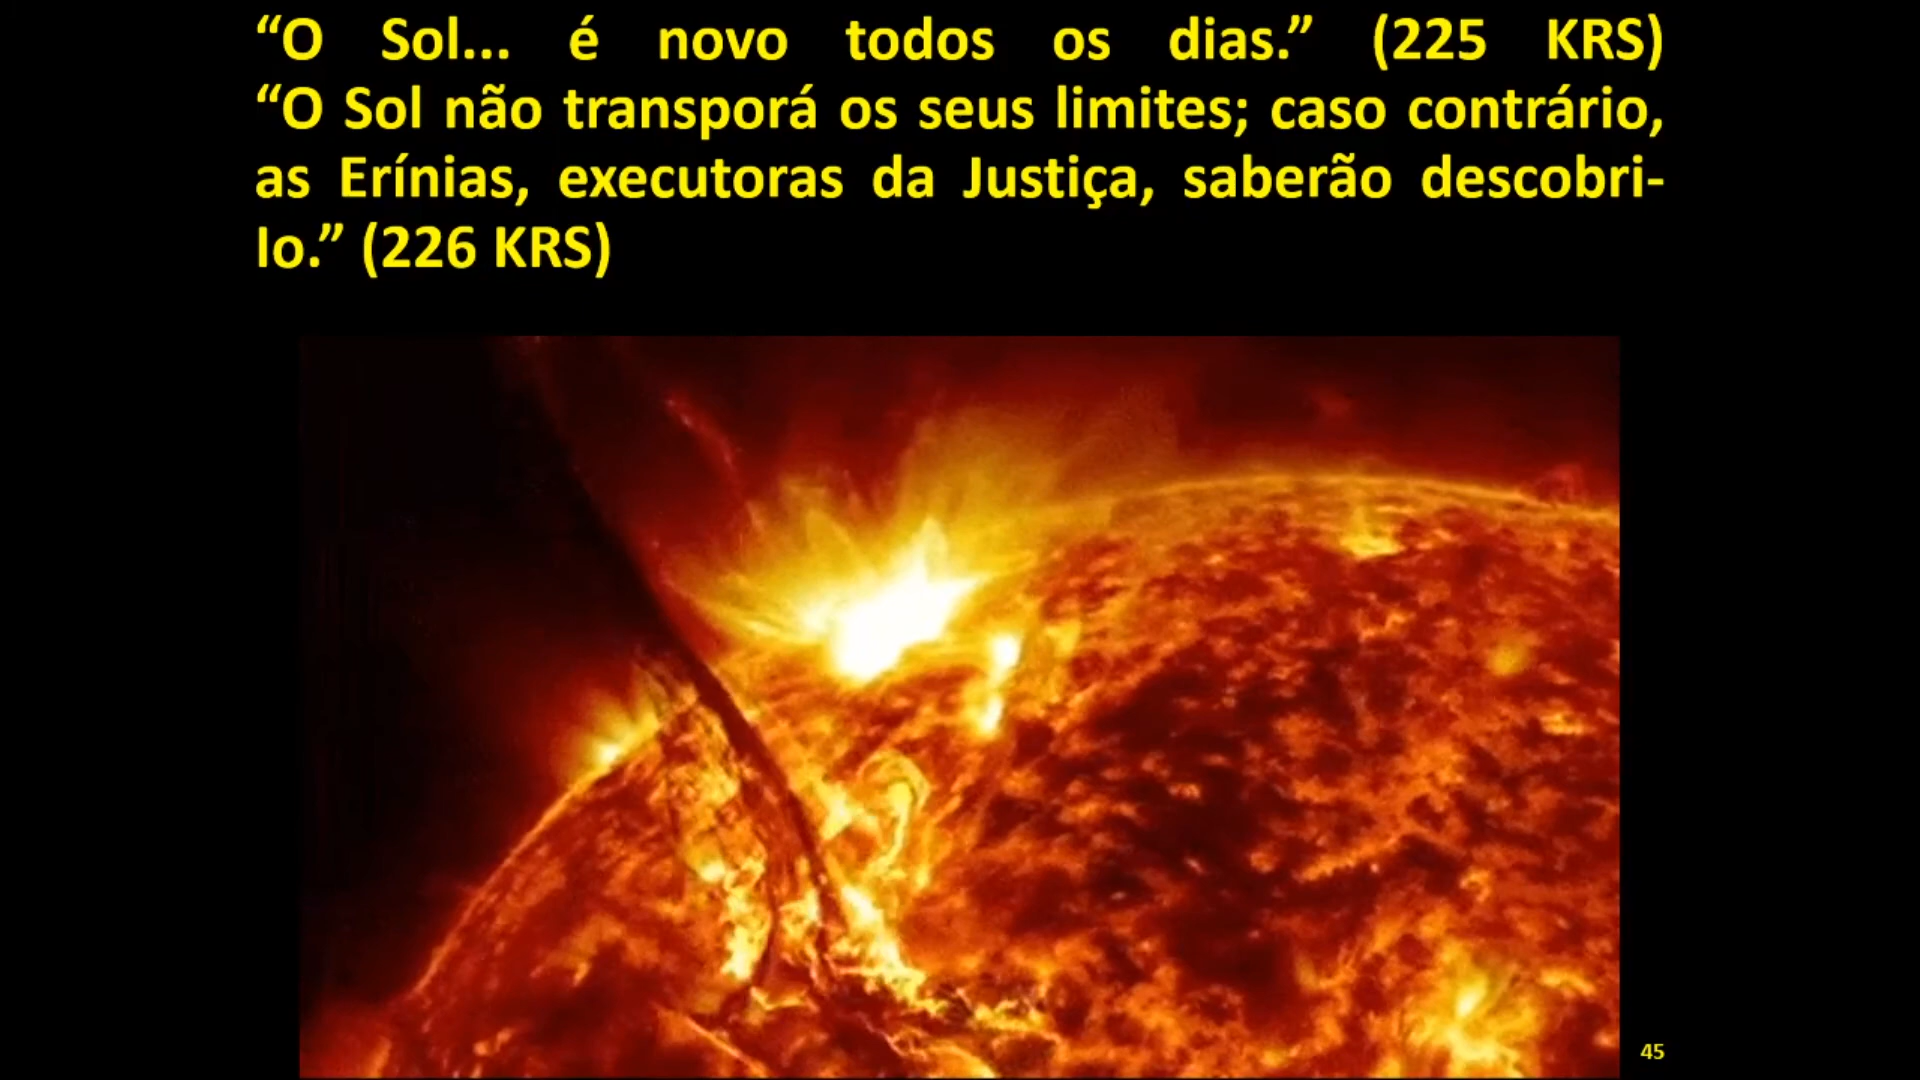 “O Sol... é novo todos os dias.” (225 KRS)
“O Sol não transporá os seus limites; caso contrário,
as Erínias, executoras da Justiça, saberão descobri-
lo.” (226 KRS)
45